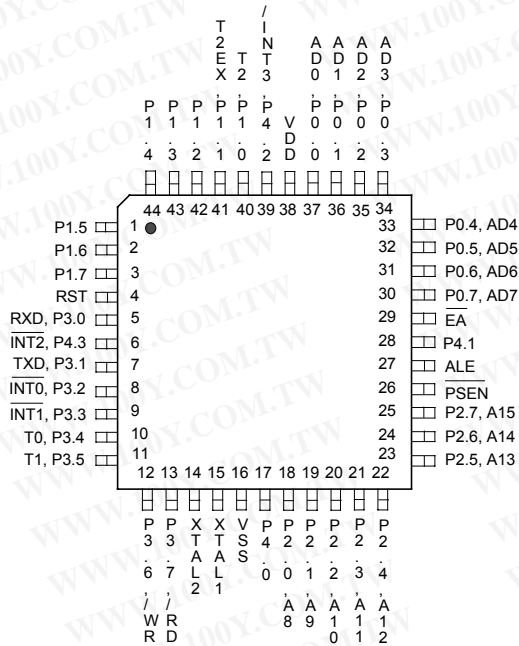 T2EX,P1.1
T2,P1.0
/INT3,P4.2
AD0,P0.0
AD1,P0.1
AD2,P0.2
AD3,P0.3
P1.4
P1.3
P1.2
VDD
44 43 42 41 40 39 38 37 36 35 34
P1.5 1
P1.6 2
P1.7 3
RST 4
RXD, P3.0 5
INT2, P4.3 6
TXD, P3.1 7
INT0, P3.2 8
INT1, P3.3 9
T0, P3.4 10
T1, P3.5 11
33 P0.4, AD4
32 P0.5, AD5
31 P0.6, AD6
30 P0.7, AD7
29 EA
28 P4.1
27 ALE
26 PSEN
25 P2.7, A15
24 P2.6, A14
23 P2.5, A13
12 13 14 15 16 17 18 19 20 21 22
P3.6,/WR
P3.7,/RD
XTAL2
XTAL1
VSS
P4.0
P2.0,A8
P2.1,A9
P2.2,A10
P2.3,A11
P2.4,A12
WWW.100Y.COM.TW